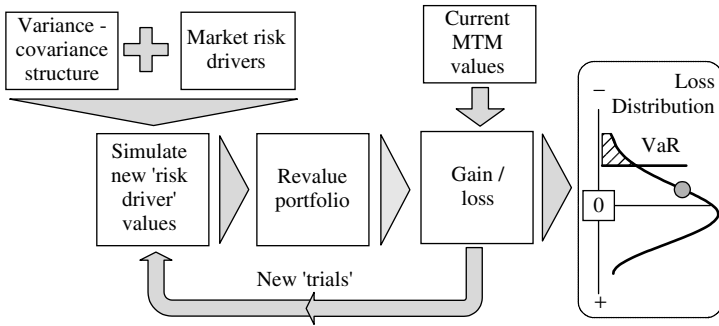 Variance -
covariance
structure
Market risk
drivers
Current
MTM
values
Simulate
new 'risk
driver'
values
Revalue
portfolio
Gain /
loss
New 'trials'
–
Loss
Distribution
VaR
0
+